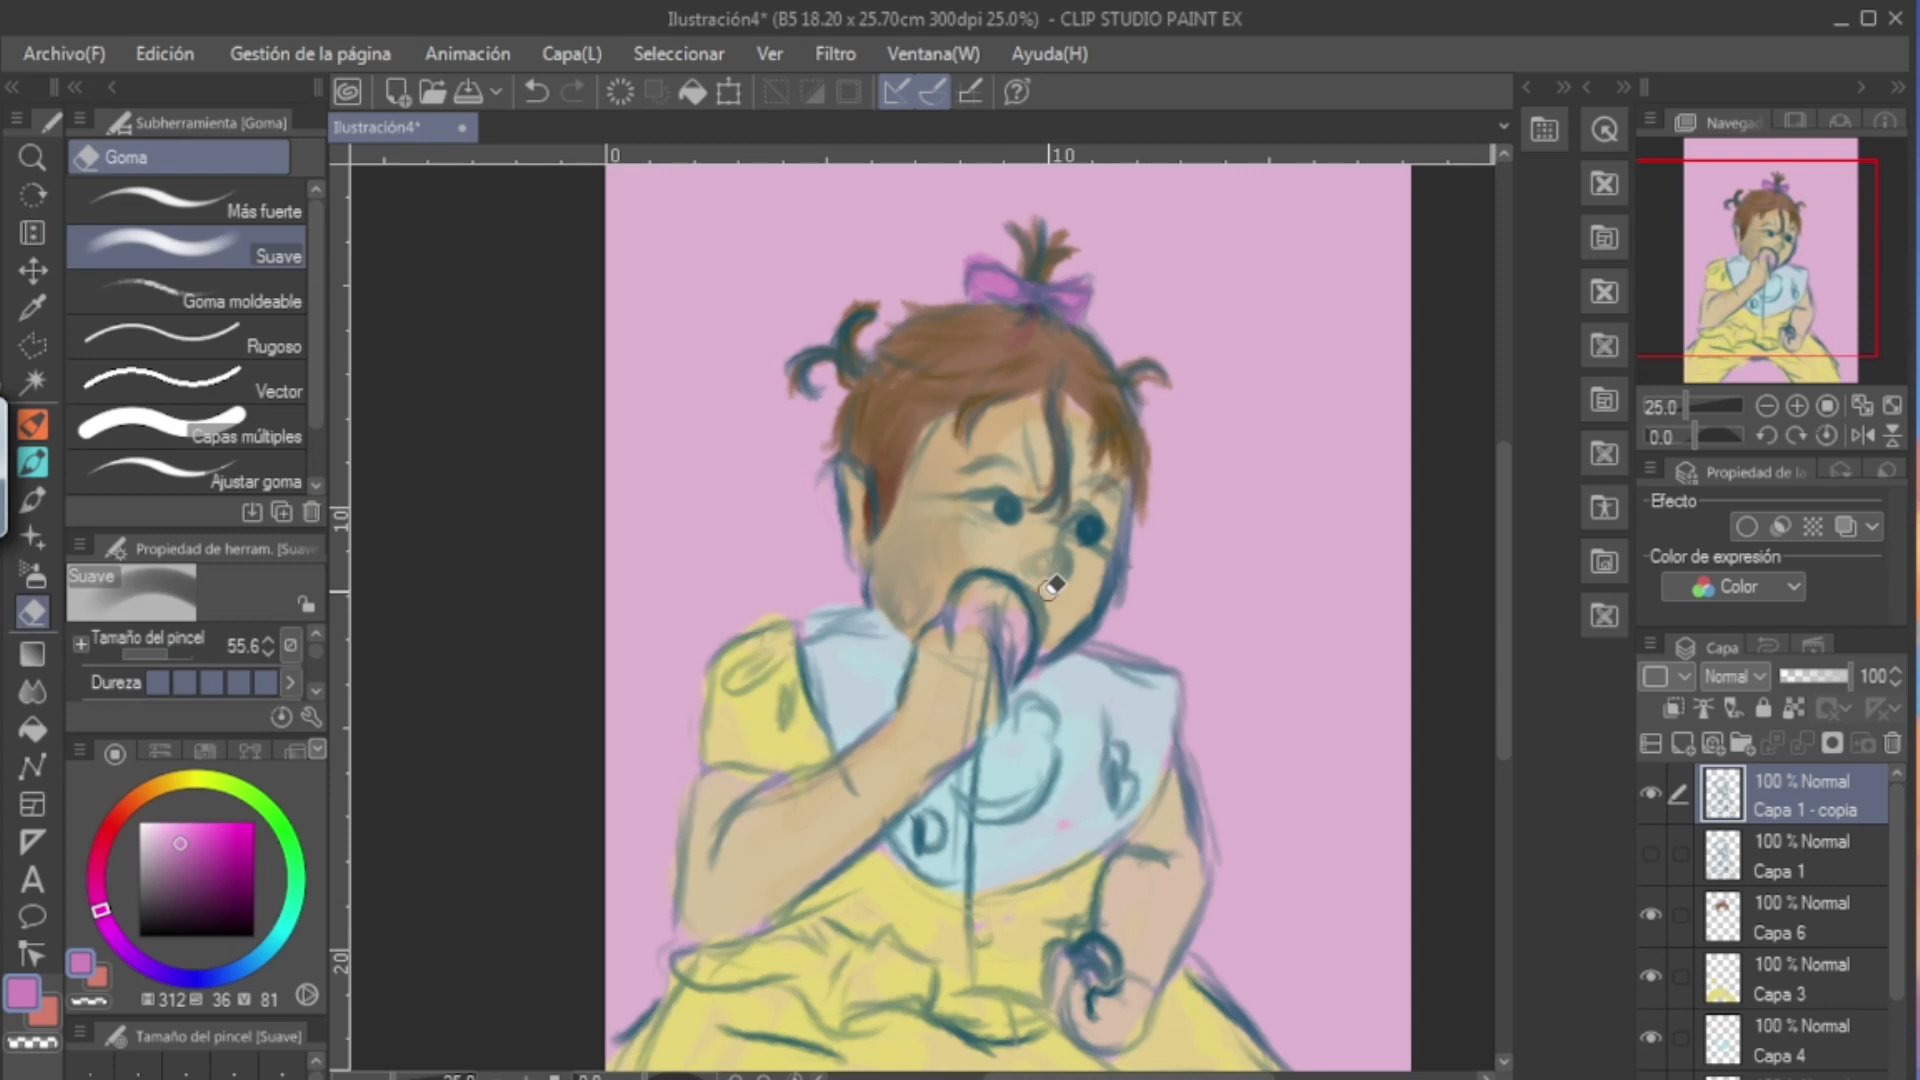 Ilustración4* (B5 18.20 x 25.70cm 300dpi 25.0%) - CLIP STUDIO PAINT EX
Archivo(F) Edición Gestión de la página Animación Capa(L) Seleccionar Ver Filtro Ventana(W) Ayuda(H)
Subherramienta [Goma]
Goma
Más fuerte
Suave
Goma moldeable
Rugoso
Vector
Capas múltiples
Ajustar goma
Propiedad de herram. [Suave
Suave
Tamaño del pincel 55.6
Dureza
312 36 81
Tamaño del pincel [Suave]
Ilustración4*
0 10
10
20
D
B
Navegad
25.0
0.0
Propiedad de la
Efecto
Color de expresión
Color
Capa
Normal 100
100 % Normal
Capa 1 - copia
100 % Normal
Capa 1
100 % Normal
Capa 6
100 % Normal
Capa 3
100 % Normal
Capa 4